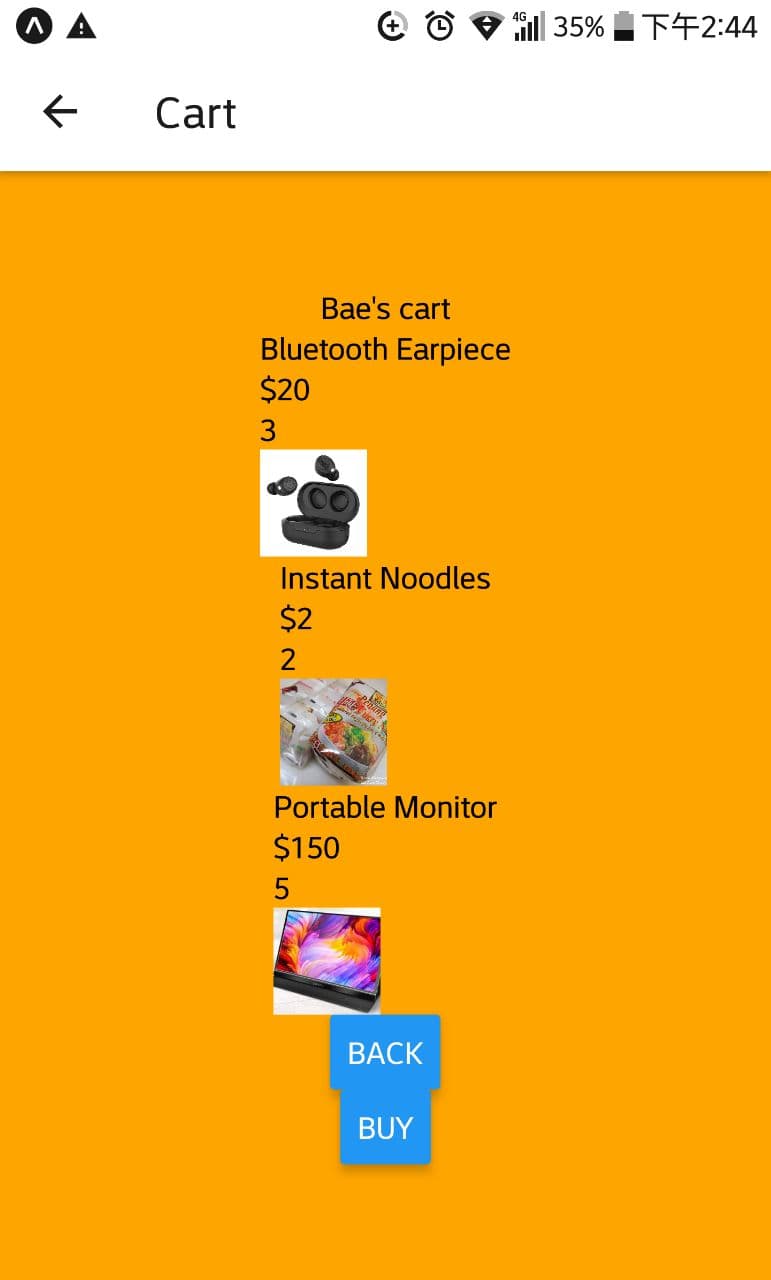 4G 35% 下午2:44
Cart
Bae's cart
Bluetooth Earpiece
$20
3
Instant Noodles
$2
2
Portable Monitor
$150
5
BACK
BUY